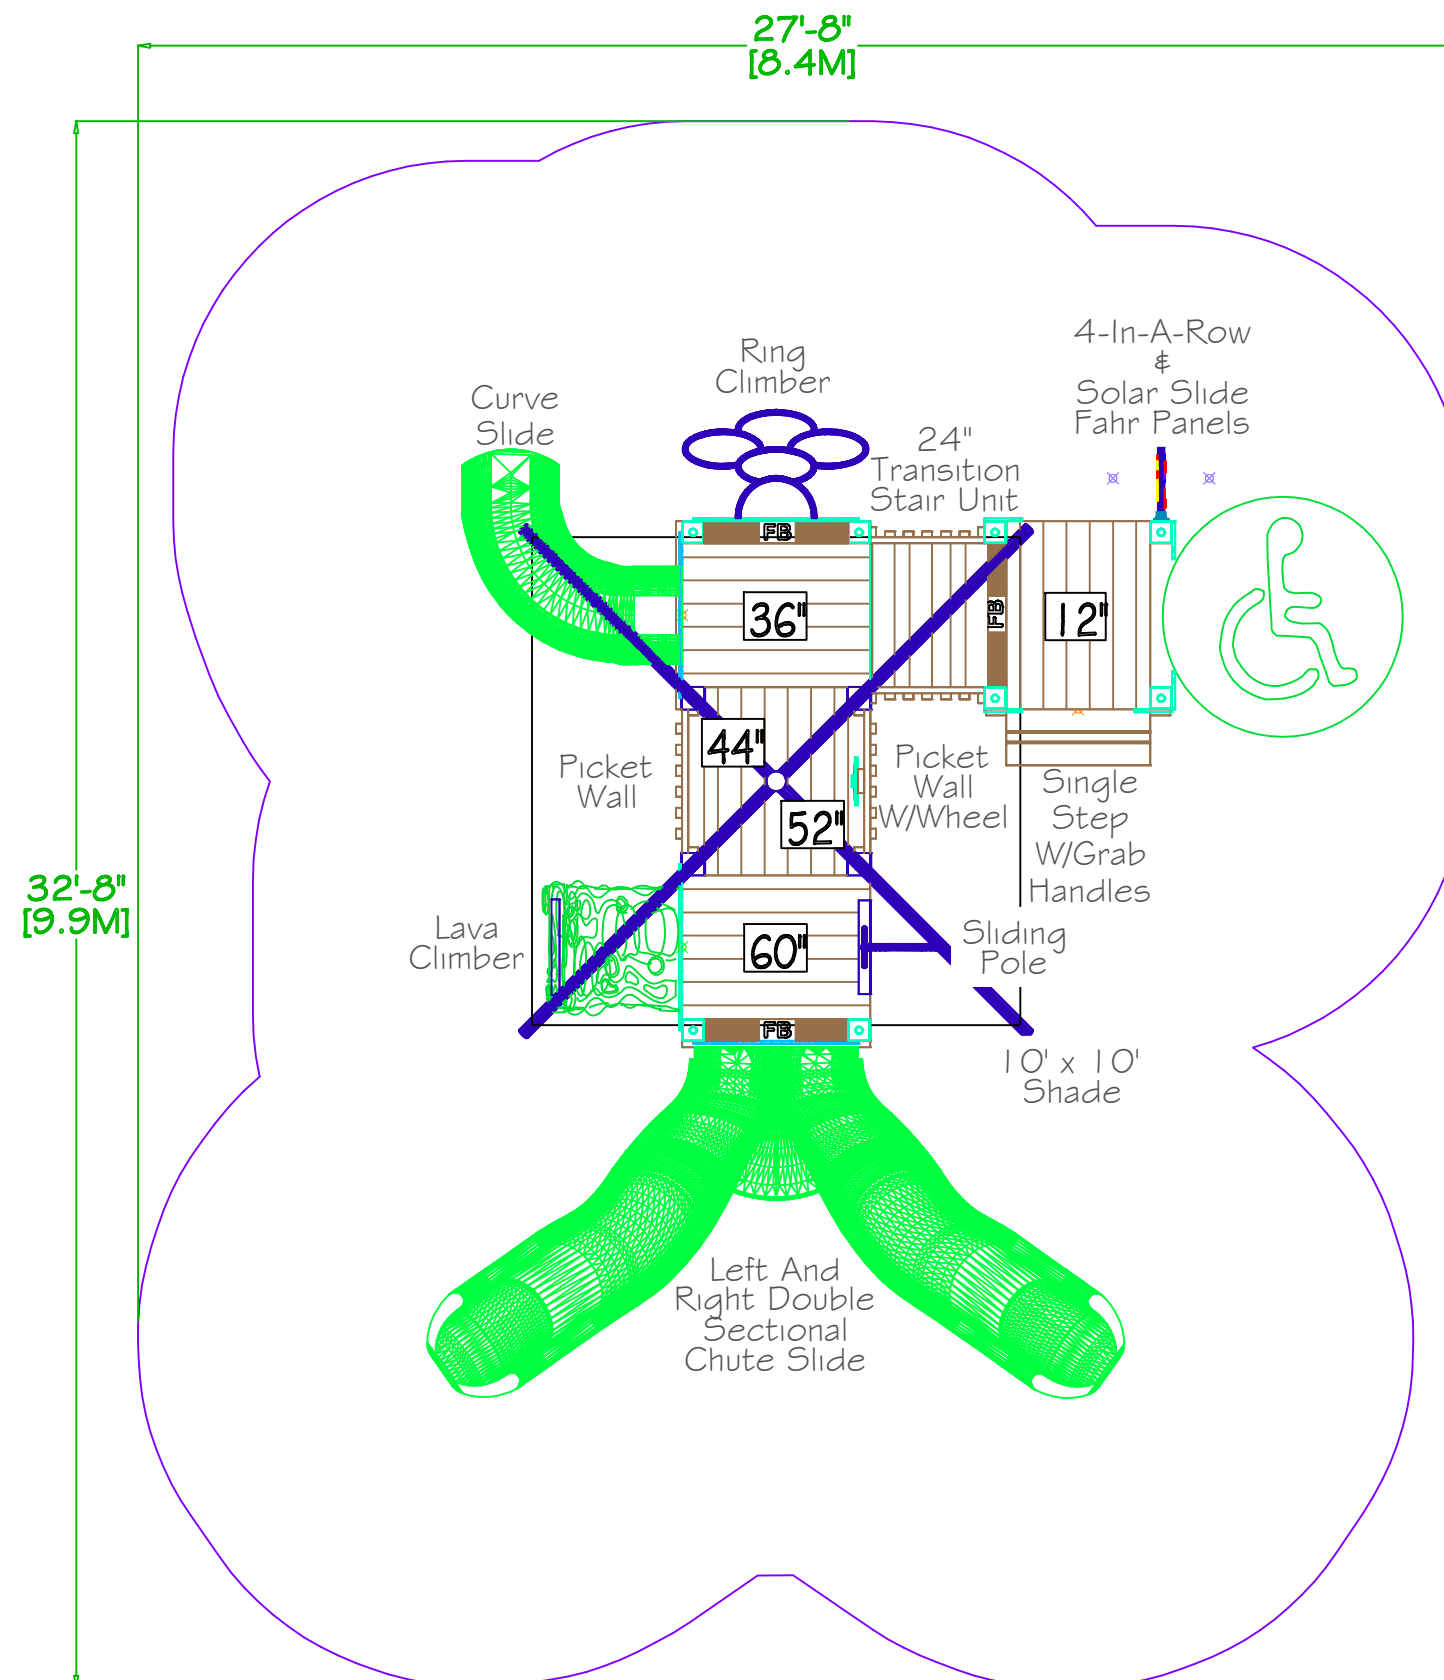 27'-8"
[8.4M]
4-In-A-Row
&
Solar Slide
Fahr Panels
Ring
Climber
Curve
Slide
24"
Transition
Stair Unit
FB
36"
FB
12"
44"
Picket
Wall
Picket
Wall
W/Wheel
Single
Step
W/Grab
Handles
52"
32'-8"
[9.9M]
Lava
Climber
60"
Sliding
Pole
FB
10' x 10'
Shade
Left And
Right Double
Sectional
Chute Slide